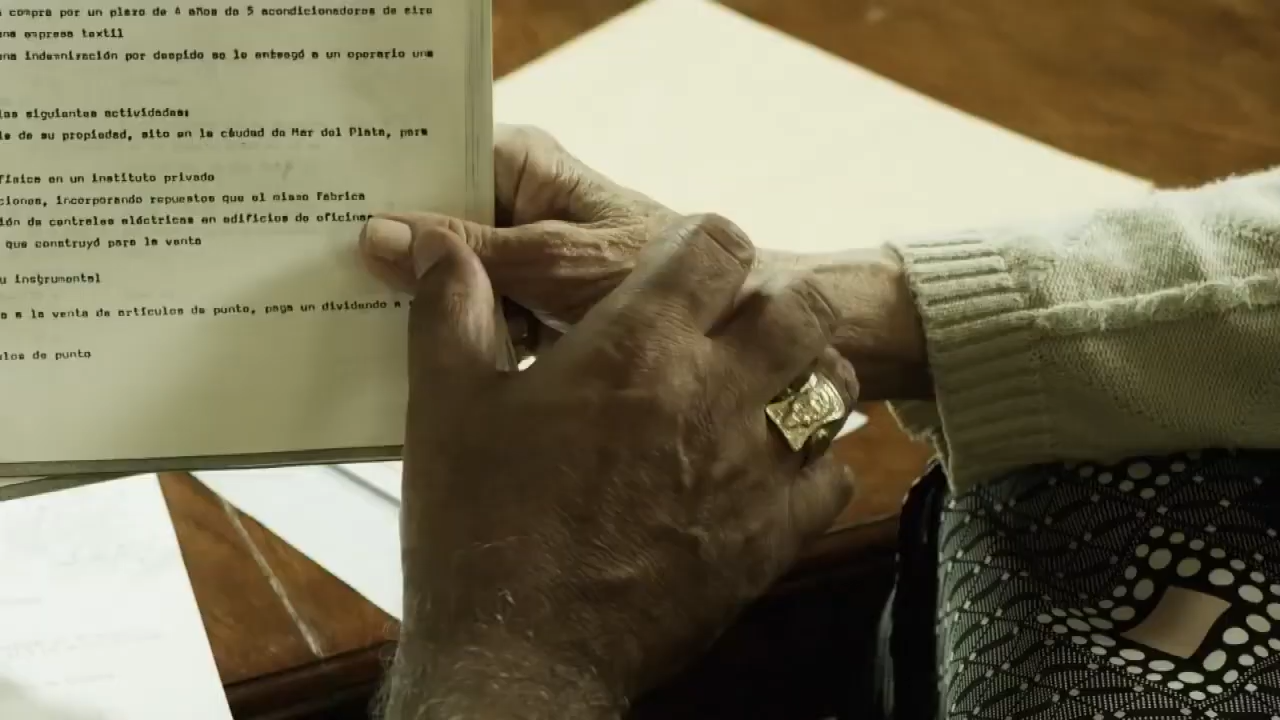 compra por un plazo de 4 años de 5 acondicionadores de aire
una empresa textil
una indemnización por despido se le entregó a un operario una
las siguientes actividades:
de su propiedad, sito en la ciudad de Mar del Plata, para
física en un instituto privado
ciones, incorporando repuestos que el mismo fabrica
ión de centrales eléctricas en edificios de oficinas
que construyó para la venta
su instrumental
a la venta de artículos de punto, paga un dividendo a
ulos de punto